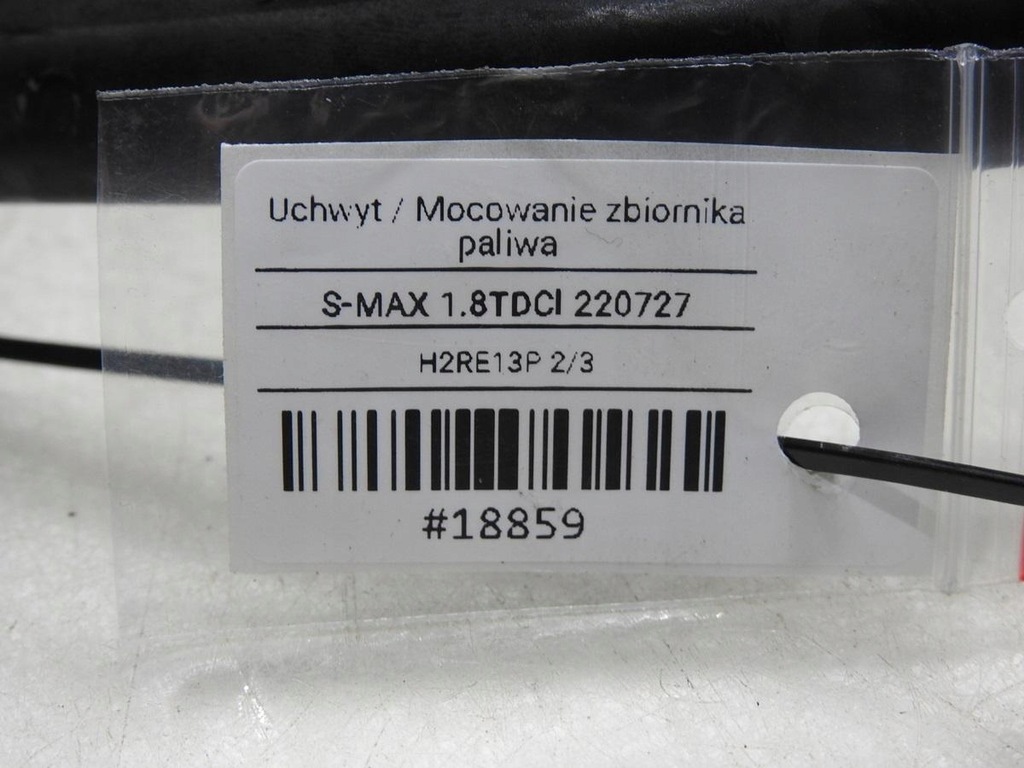 Uchwyt / Mocowanie zbiornika
paliwa
S-MAX 1.8TDCI 220727
H2RE13P 2/3
#18859